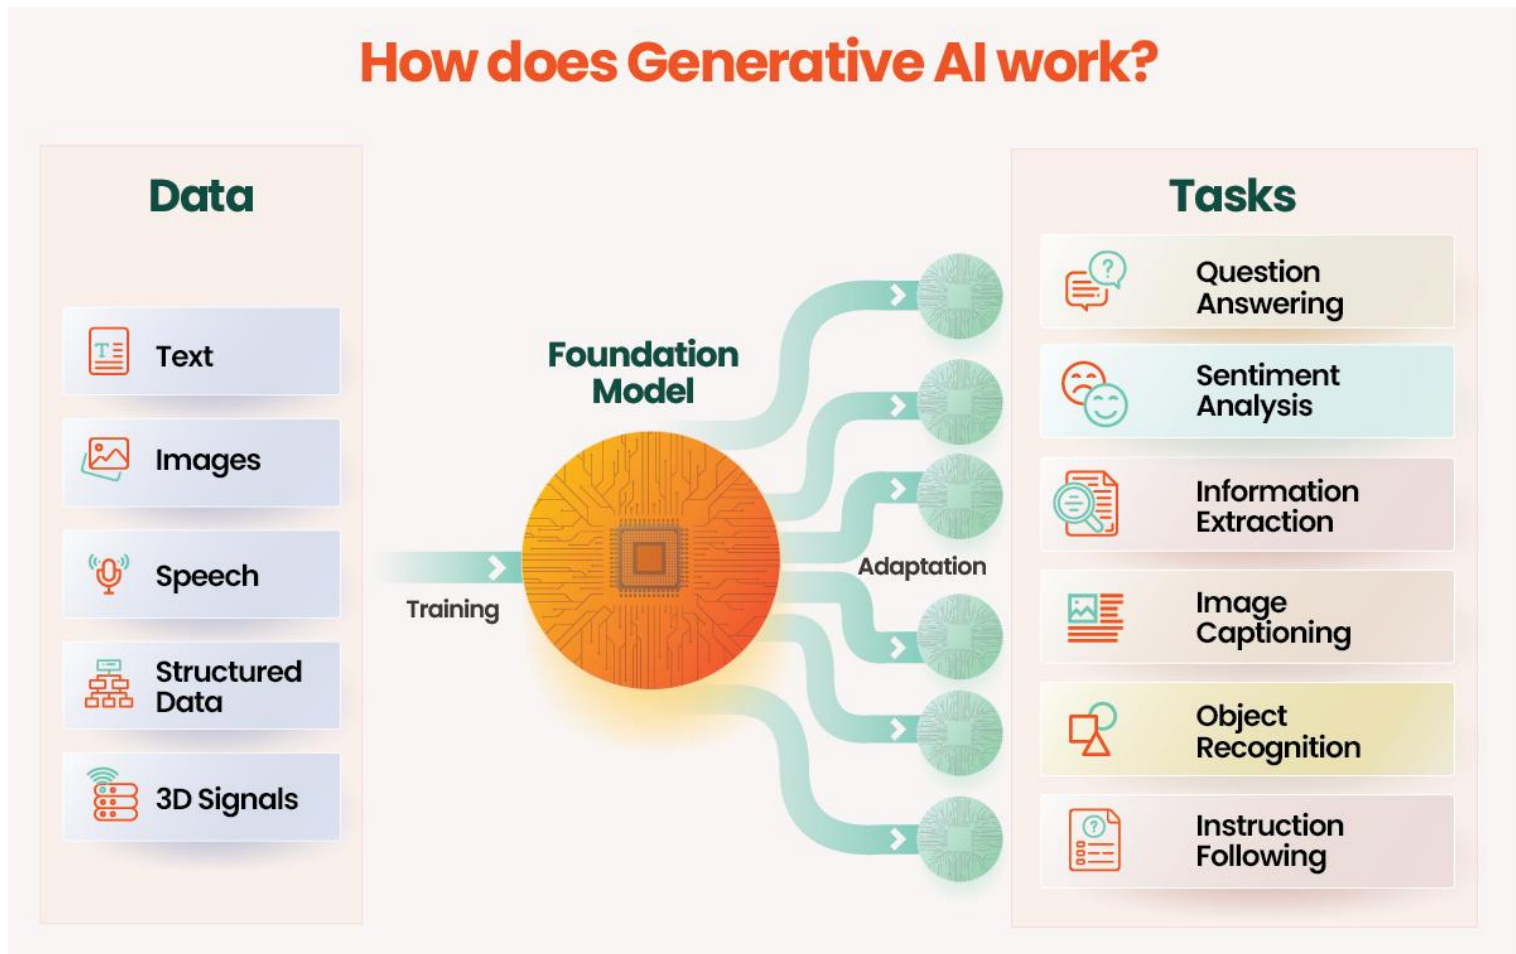 How does Generative AI work?
Data
Text
Images
Speech
Structured
Data
3D Signals
Training
Foundation
Model
Adaptation
Tasks
Question
Answering
Sentiment
Analysis
Information
Extraction
Image
Captioning
Object
Recognition
Instruction
Following